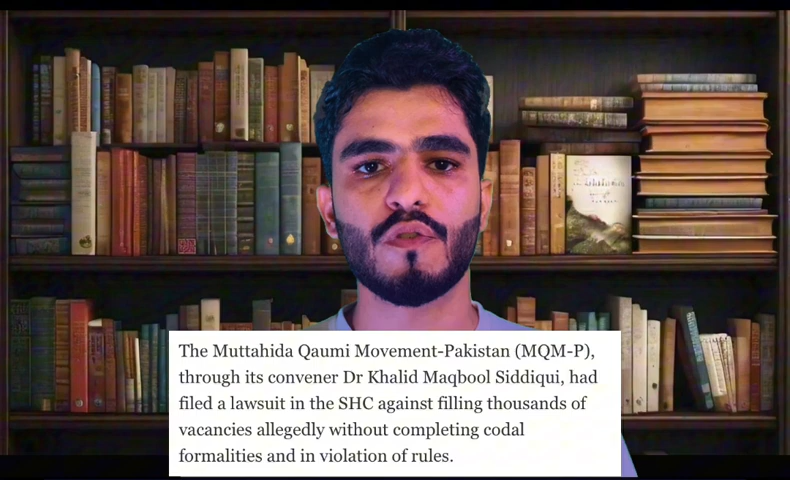 The Muttahida Qaumi Movement-Pakistan (MQM-P),
through its convener Dr Khalid Maqbool Siddiqui, had
filed a lawsuit in the SHC against filling thousands of
vacancies allegedly without completing codal
formalities and in violation of rules.